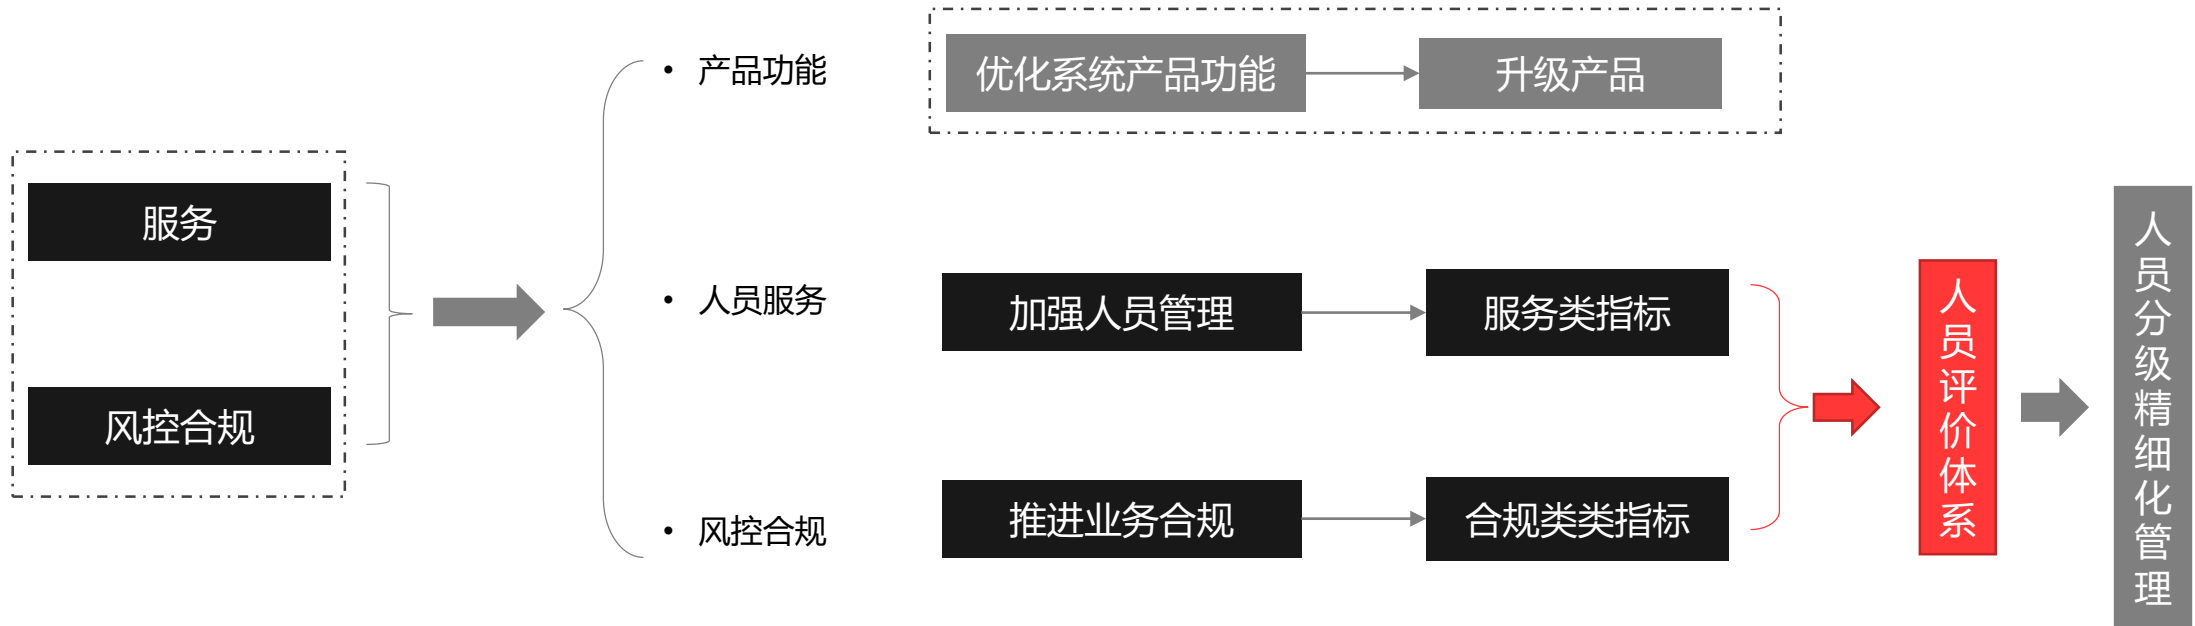 服务
风控合规
• 产品功能
• 人员服务
• 风控合规
优化系统产品功能
升级产品
加强人员管理
服务类指标
推进业务合规
合规类类指标
人员评价体系
人员分级精细化管理